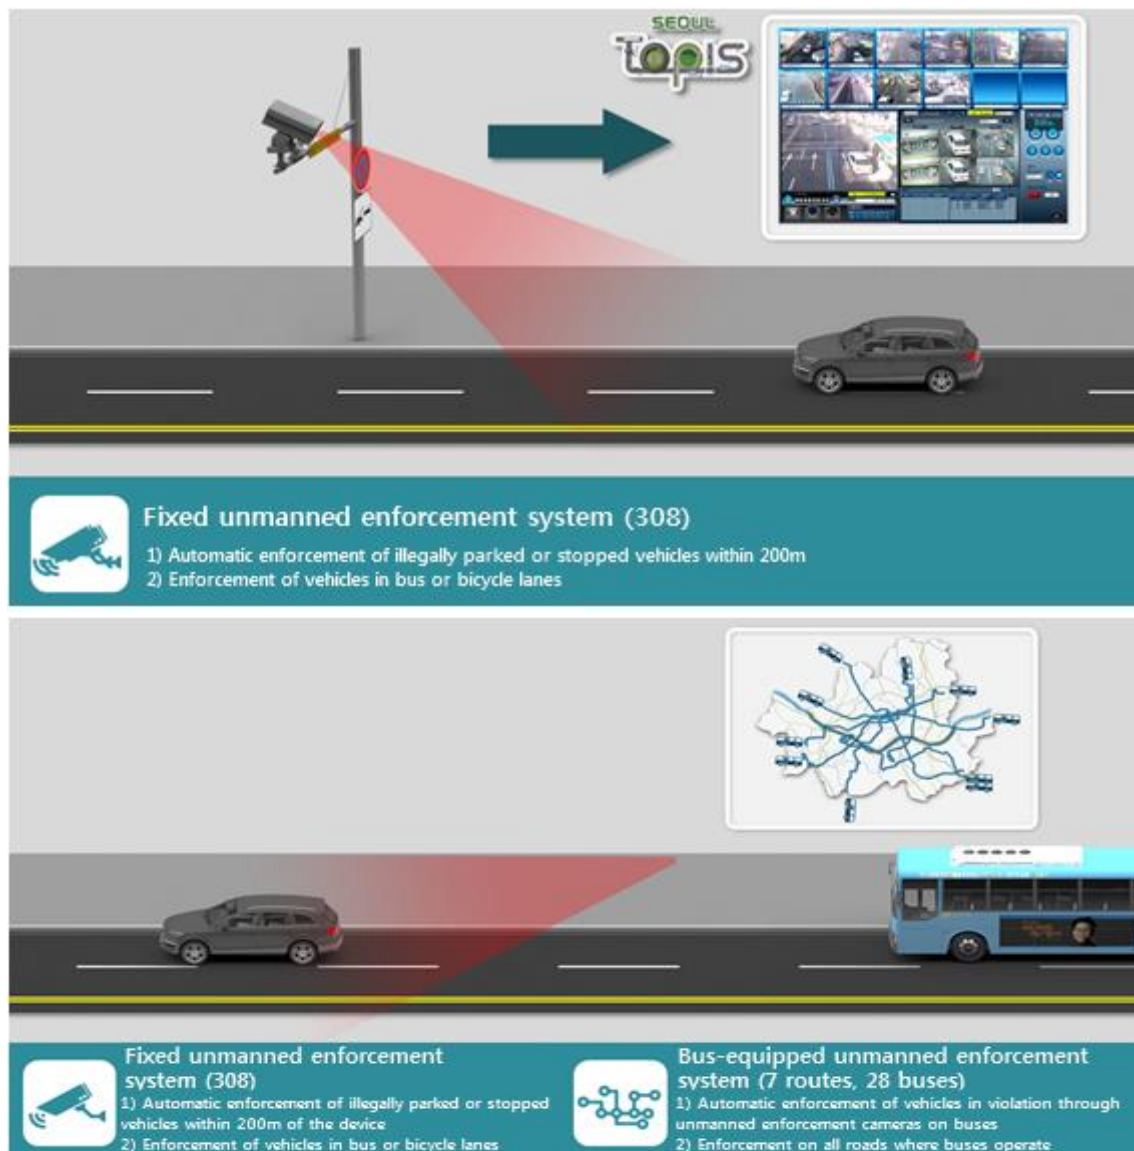 SEOUL
TOPIS
Fixed unmanned enforcement system (308)
1) Automatic enforcement of illegally parked or stopped vehicles within 200m
2) Enforcement of vehicles in bus or bicycle lanes
Fixed unmanned enforcement
system (308)
1) Automatic enforcement of illegally parked or stopped
vehicles within 200m of the device
2) Enforcement of vehicles in bus or bicycle lanes
Bus-equipped unmanned enforcement
system (7 routes, 28 buses)
1) Automatic enforcement of vehicles in violation through
unmanned enforcement cameras on buses
2) Enforcement on all roads where buses operate